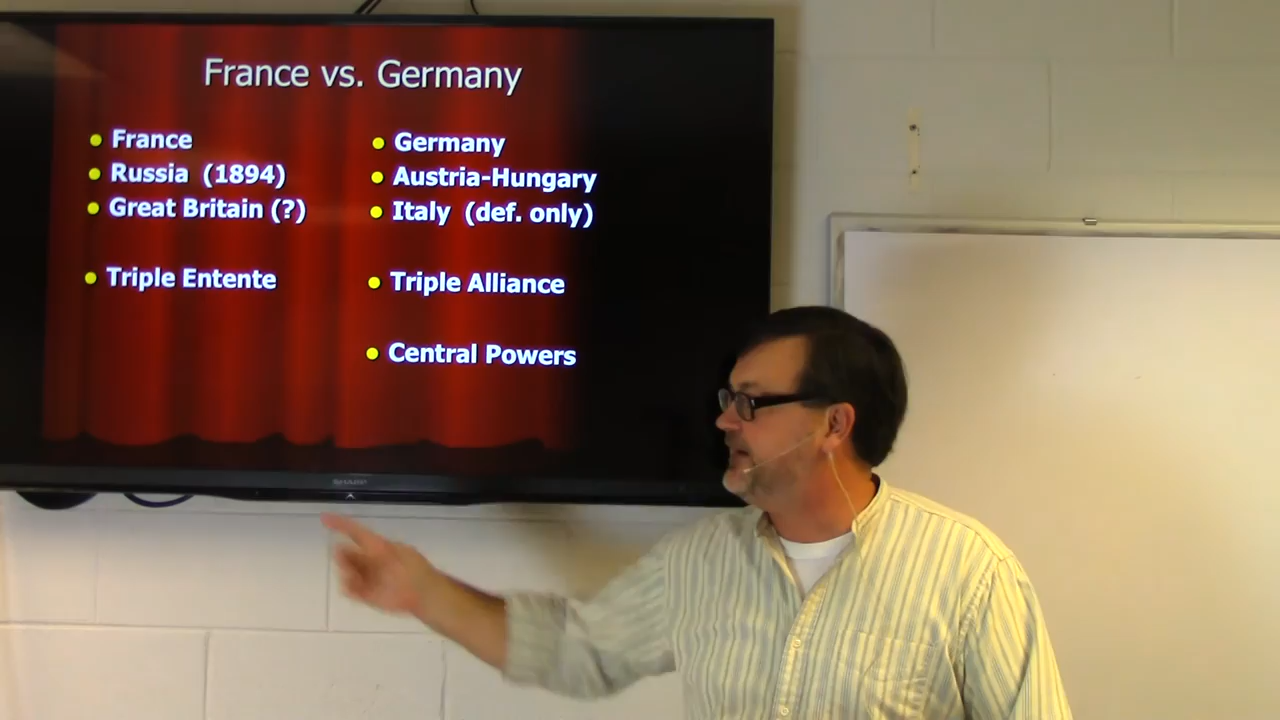 France vs. Germany
France
Russia (1894)
Great Britain (?)
Triple Entente
Germany
Austria-Hungary
Italy (def. only)
Triple Alliance
Central Powers
SHARP